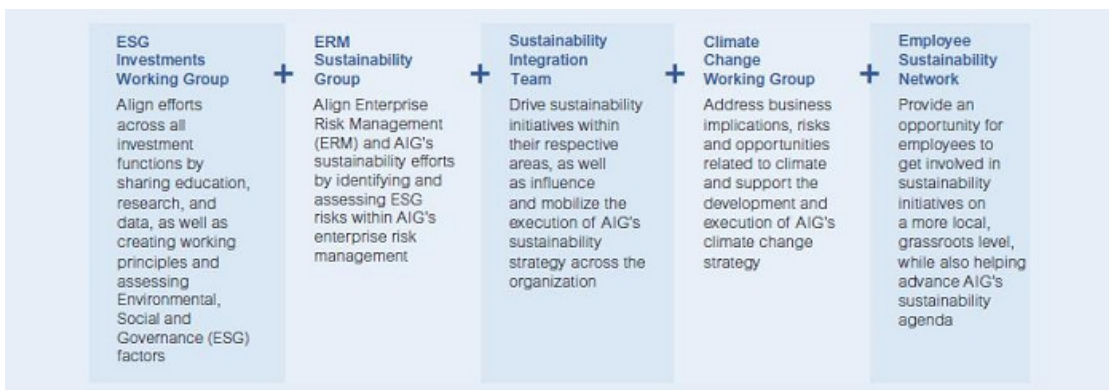 ESG
Investments
Working Group
Align efforts
across all
investment
functions by
sharing education,
research, and
data, as well as
creating working
principles and
assessing
Environmental,
Social and
Governance (ESG)
factors
+
ERM
Sustainability
Group
Align Enterprise
Risk Management
(ERM) and AIG's
sustainability efforts
by identifying and
assessing ESG
risks within AIG's
enterprise risk
management
+
Sustainability
Integration
Team
Drive sustainability
initiatives within
their respective
areas, as well
as influence
and mobilize the
execution of AIG's
sustainability
strategy across the
organization
+
Climate
Change
Working Group
Address business
implications, risks
and opportunities
related to climate
and support the
development and
execution of AIG's
climate change
strategy
+
Employee
Sustainability
Network
Provide an
opportunity for
employees to
get involved in
sustainability
initiatives on
a more local,
grassroots level,
while also helping
advance AIG's
sustainability
agenda